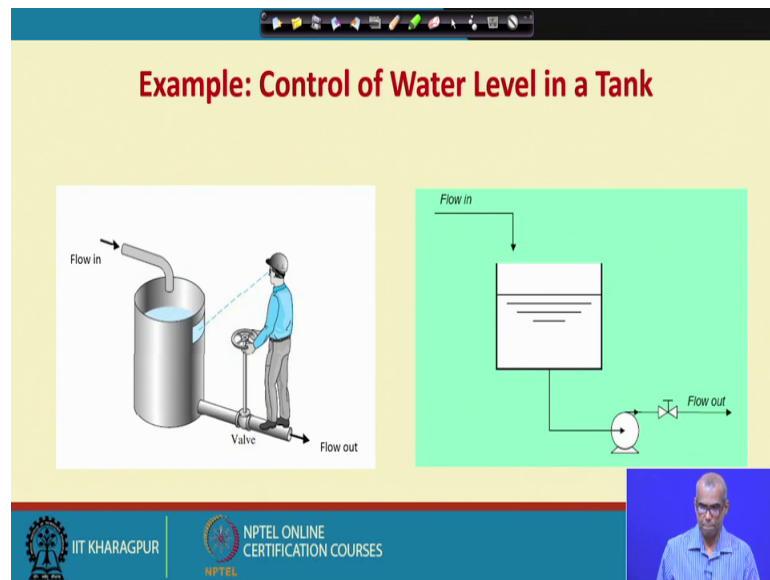 Example: Control of Water Level in a Tank
Flow in
Valve
Flow out
Flow in
Flow out
IIT KHARAGPUR
NPTEL
NPTEL ONLINE
CERTIFICATION COURSES